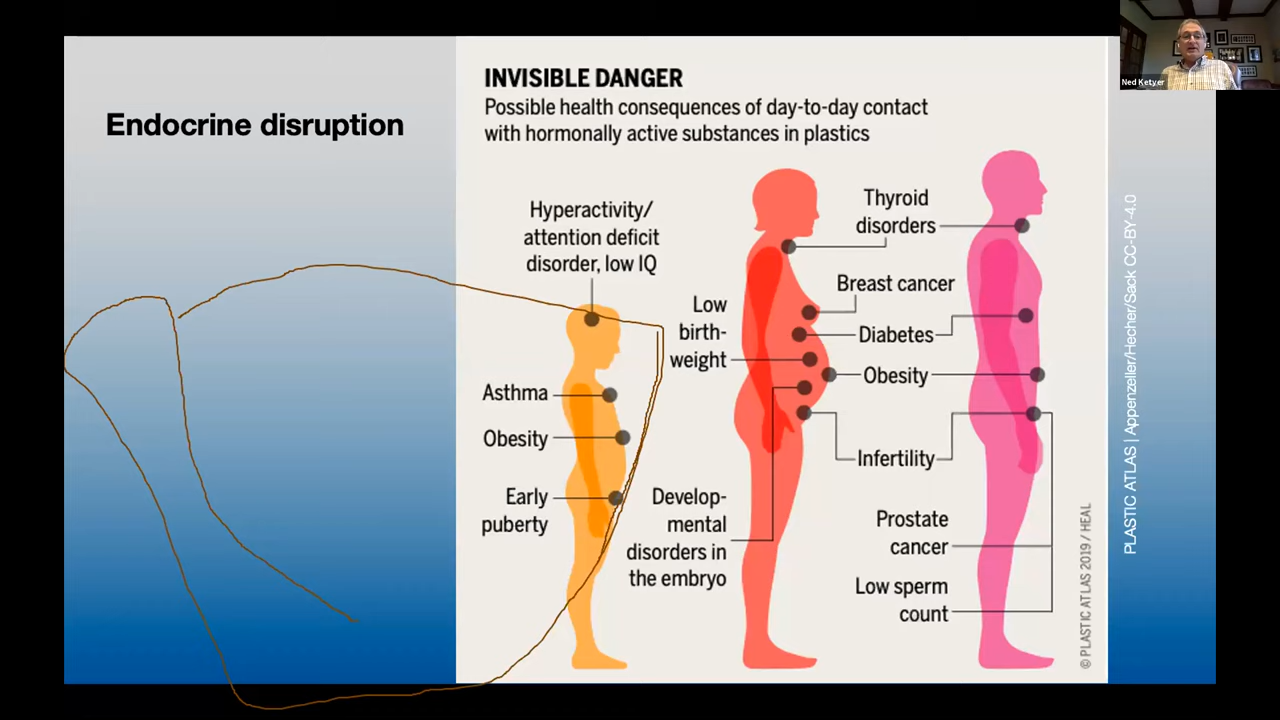 Endocrine disruption
INVISIBLE DANGER
Possible health consequences of day-to-day contact
with hormonally active substances in plastics
Hyperactivity/
attention deficit
disorder, low IQ
Asthma
Obesity
Early
puberty
Low
birth-
weight
Develop-
mental
disorders in
the embryo
Thyroid
disorders
Breast cancer
Diabetes
Obesity
Infertility
Prostate
cancer
Low sperm
count
© PLASTIC ATLAS 2019 / HEAL
PLASTIC ATLAS | Appenzeller/Hecher/Sack CC-BY-4.0
Ned Ketyer